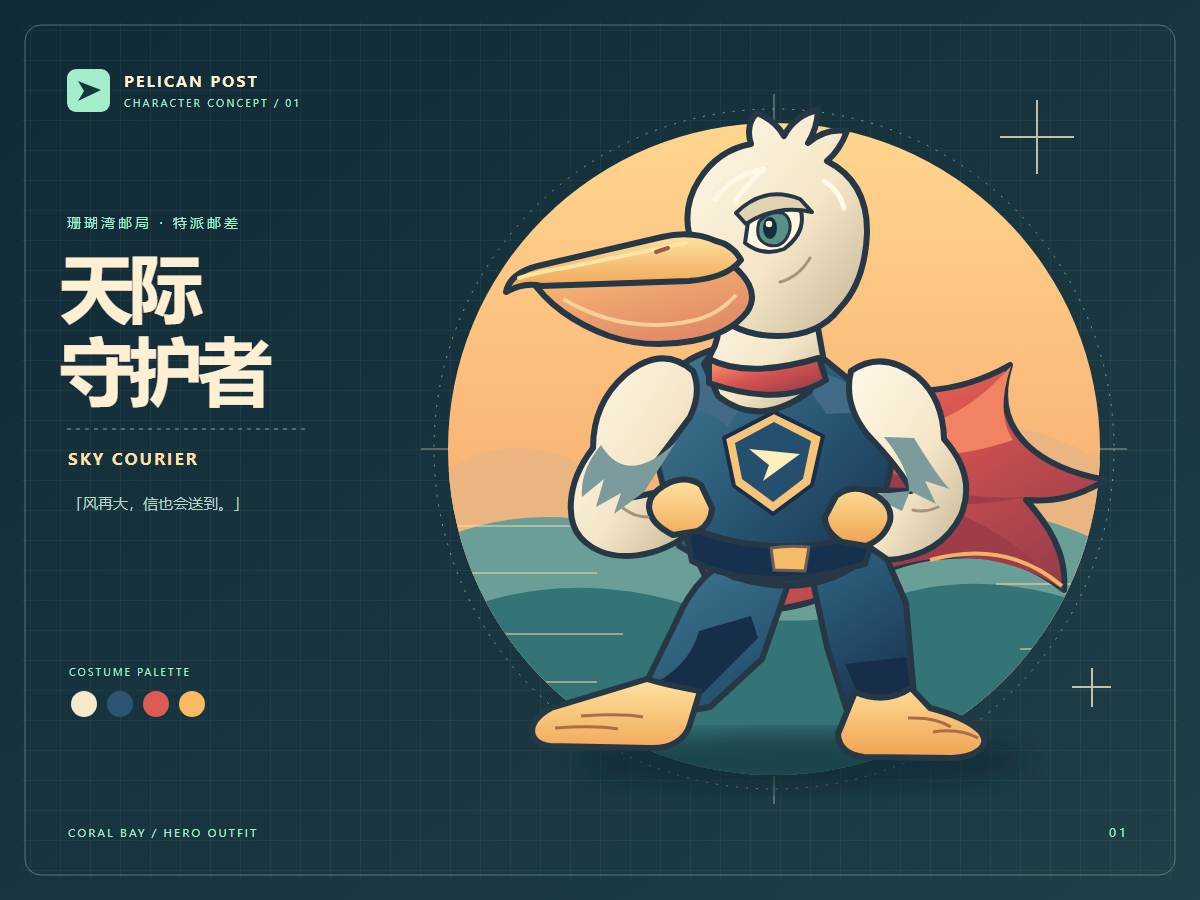 PELICAN POST
CHARACTER CONCEPT / 01
珊瑚湾邮局 · 特派邮差
天际
守护者
SKY COURIER
「风再大，信也会送到。」
COSTUME PALETTE
CORAL BAY / HERO OUTFIT
01